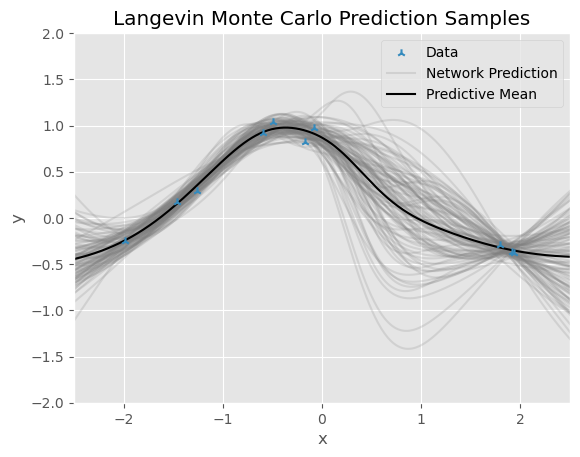 Langevin Monte Carlo Prediction Samples
Data
Network Prediction
Predictive Mean
y
2.0
1.5
1.0
0.5
0.0
−0.5
−1.0
−1.5
−2.0
−2
−1
0
1
2
x